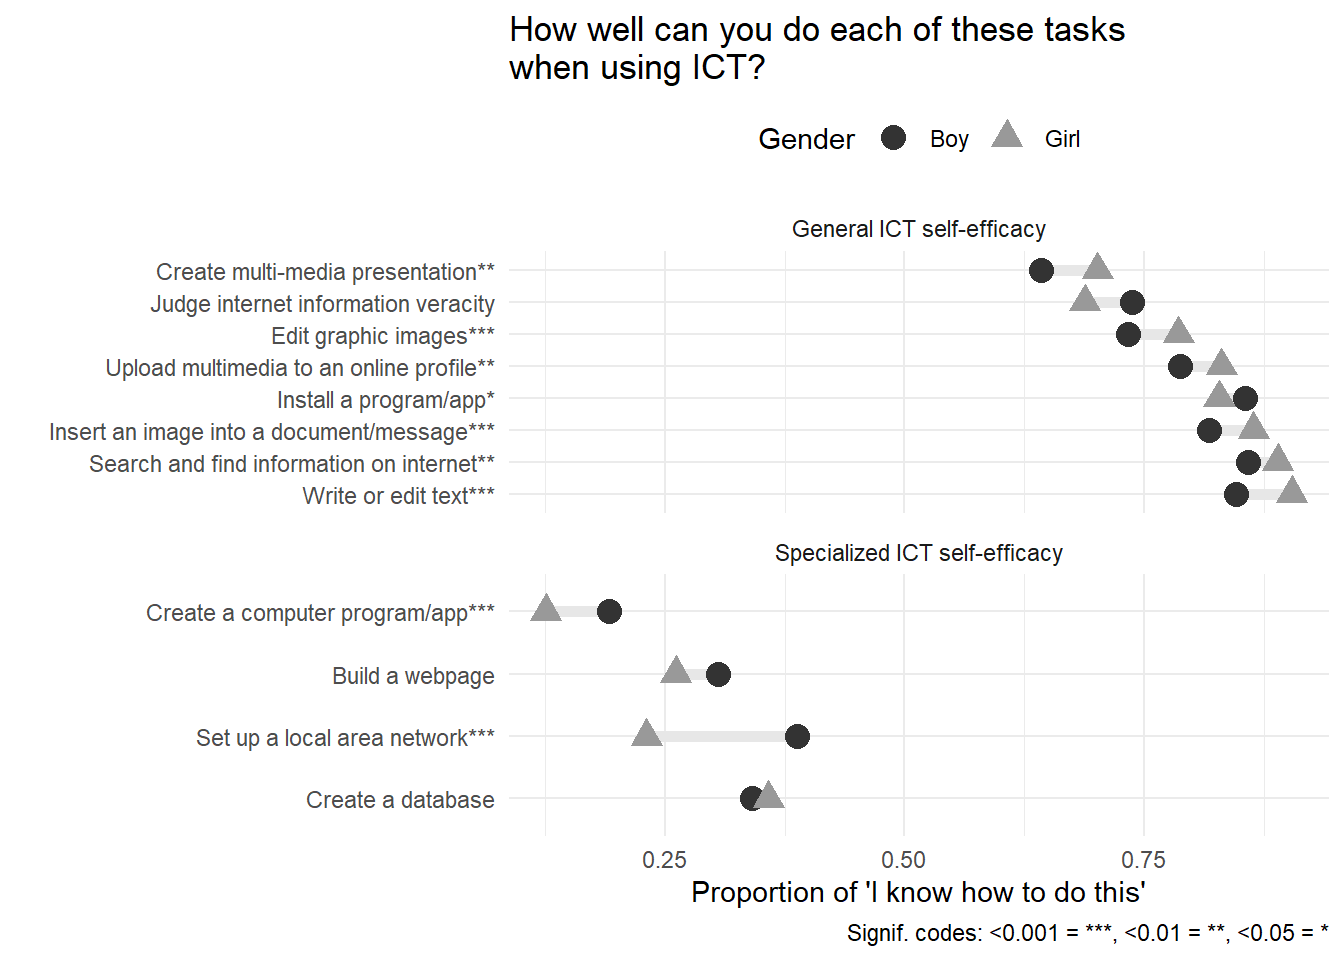 How well can you do each of these tasks
when using ICT?
Gender Boy Girl
General ICT self-efficacy
Create multi-media presentation**
Judge internet information veracity
Edit graphic images***
Upload multimedia to an online profile**
Install a program/app*
Insert an image into a document/message***
Search and find information on internet**
Write or edit text***
Specialized ICT self-efficacy
Create a computer program/app***
Build a webpage
Set up a local area network***
Create a database
0.25 0.50 0.75
Proportion of 'I know how to do this'
Signif. codes: <0.001 = ***, <0.01 = **, <0.05 = *